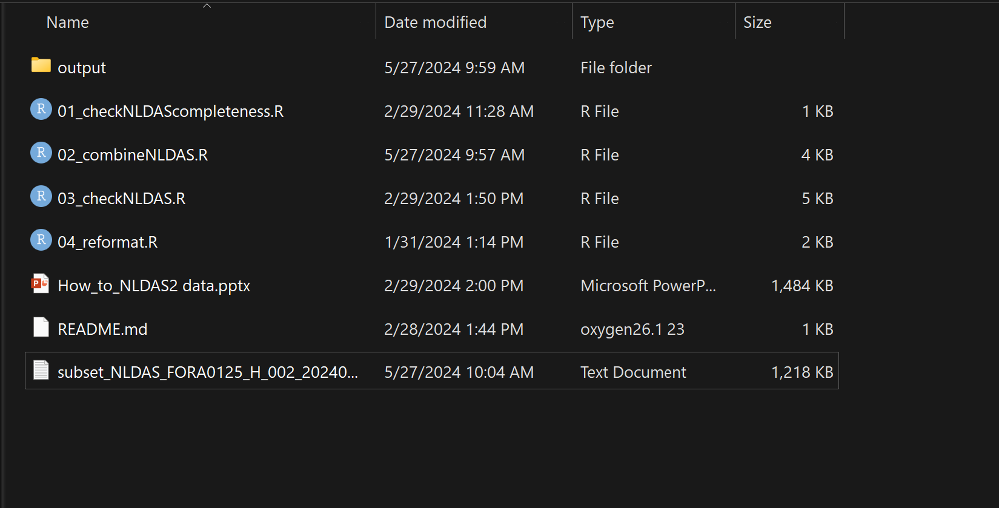 Name Date modified Type Size
output 5/27/2024 9:59 AM File folder
R 01_checkNLDAScompleteness.R 2/29/2024 11:28 AM R File 1 KB
R 02_combineNLDAS.R 5/27/2024 9:57 AM R File 4 KB
R 03_checkNLDAS.R 2/29/2024 1:50 PM R File 5 KB
R 04_reformat.R 1/31/2024 1:14 PM R File 2 KB
P How_to_NLDAS2 data.pptx 2/29/2024 2:00 PM Microsoft PowerP... 1,484 KB
README.md 2/28/2024 1:44 PM oxygen26.1 23 1 KB
subset_NLDAS_FORA0125_H_002_20240... 5/27/2024 10:04 AM Text Document 1,218 KB